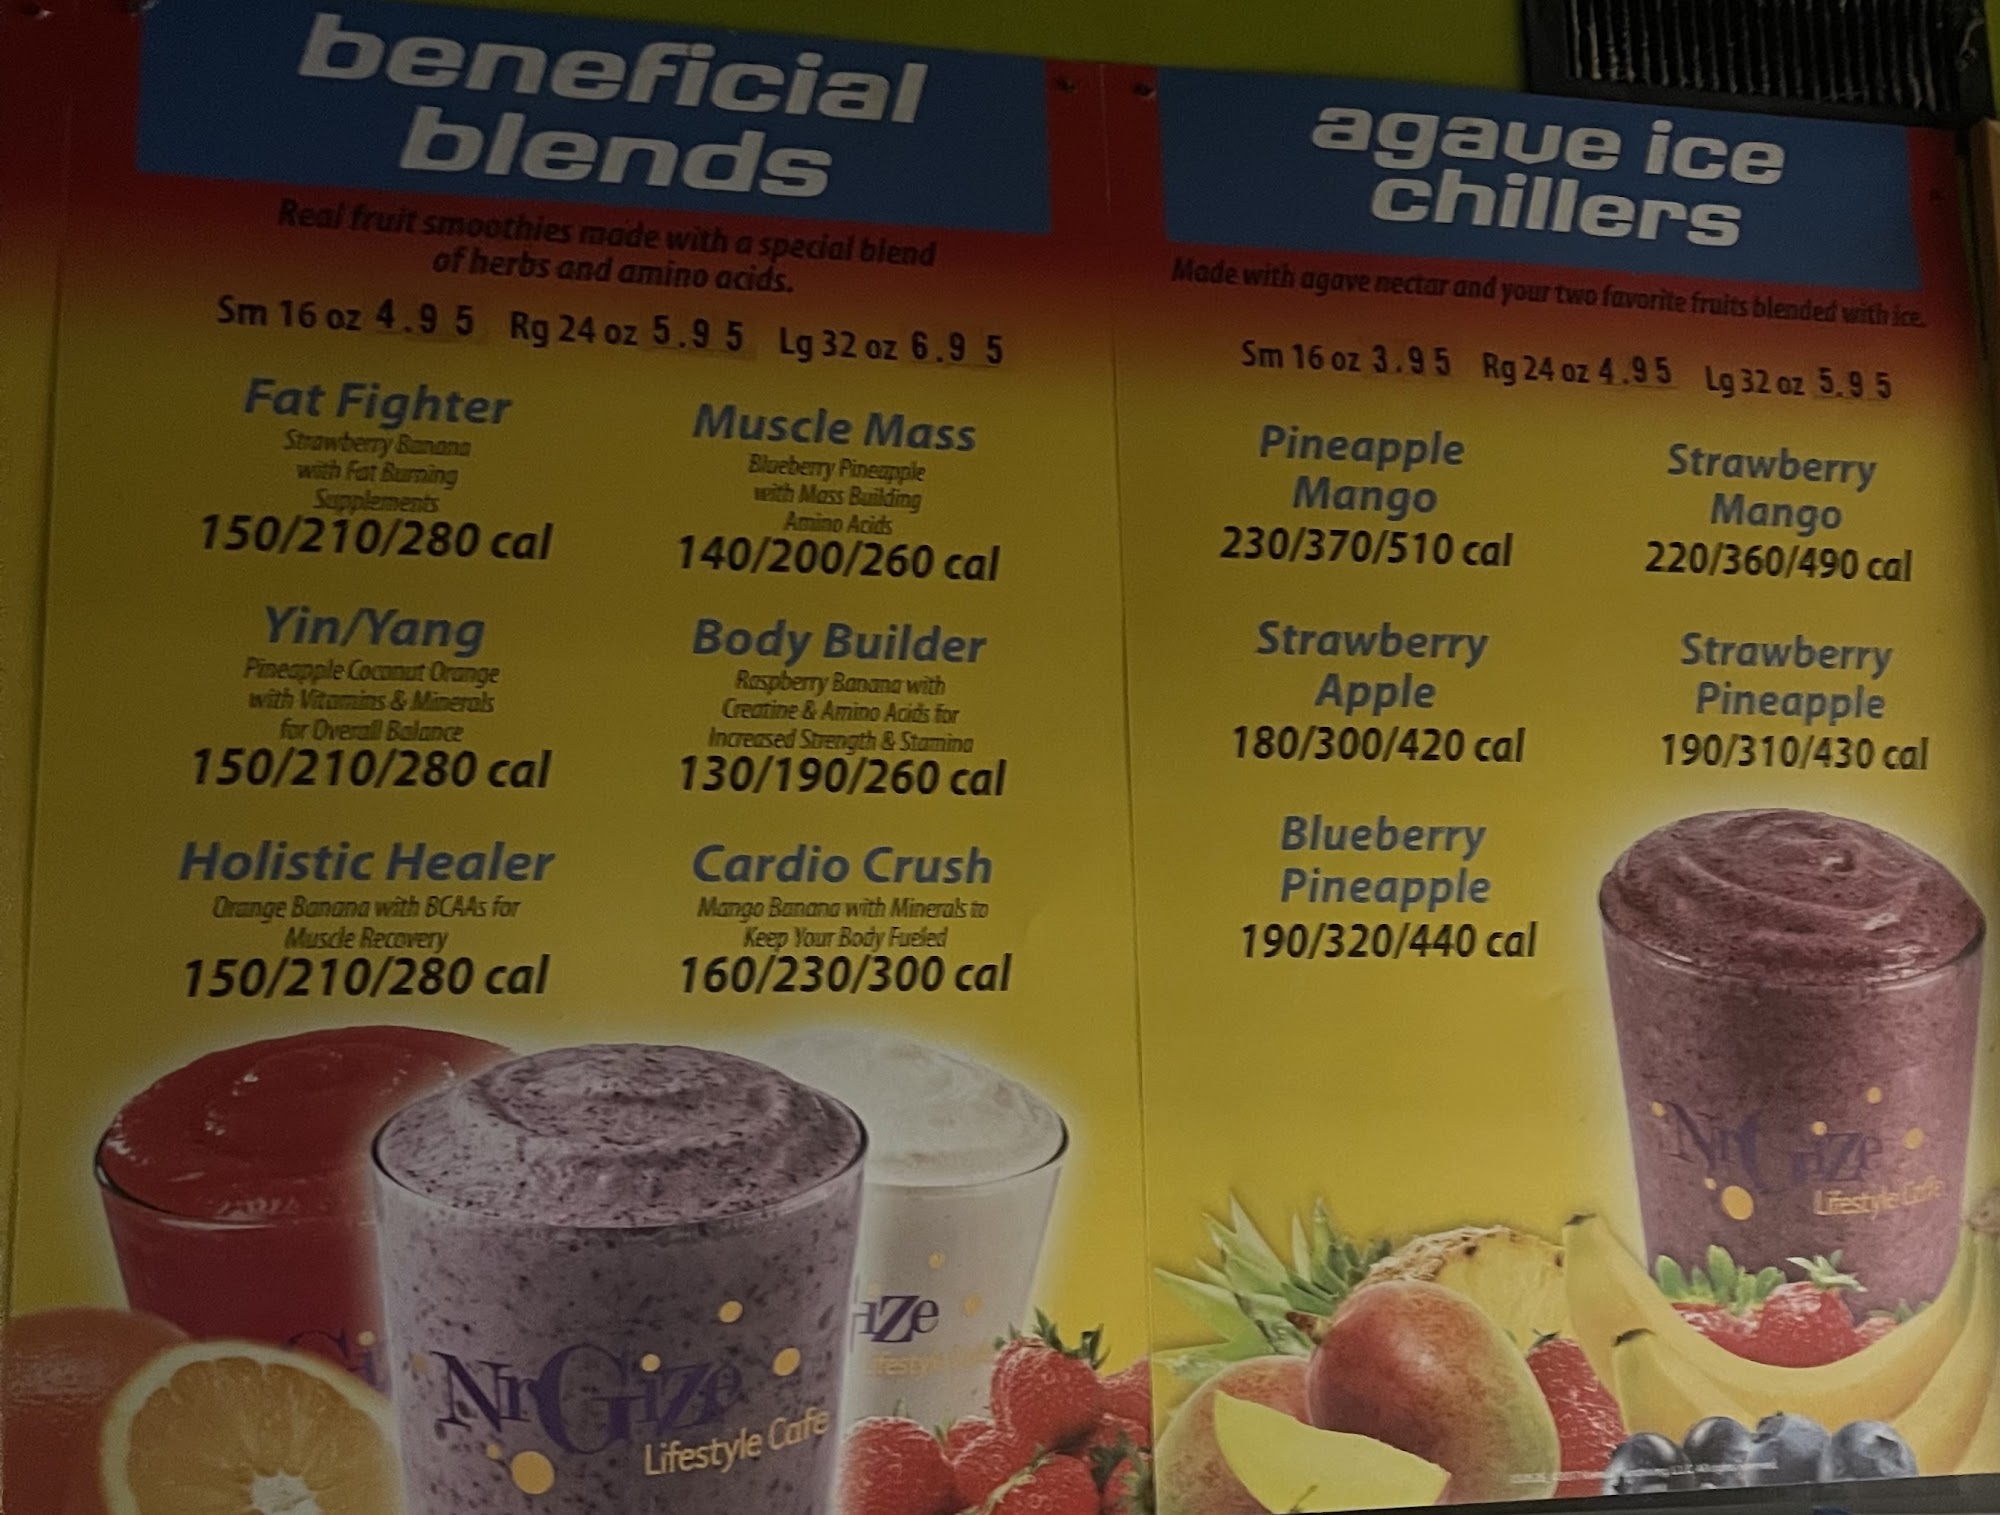 beneficial
blends
Real fruit smoothies made with a special blend
of herbs and amino acids.
Sm 16 oz 4.95 Rg 24 oz 5.95 Lg 32 oz 6.95
Fat Fighter
Strawberry Banana
with Fat Burning
Supplements
150/210/280 cal
Muscle Mass
Blueberry Pineapple
with Mass Building
Amino Acids
140/200/260 cal
Yin/Yang
Pineapple Coconut Orange
with Vitamins & Minerals
for Overall Balance
150/210/280 cal
Body Builder
Raspberry Banana with
Creatine & Amino Acids for
Increased Strength & Stamina
130/190/260 cal
Holistic Healer
Orange Banana with BCAAs for
Muscle Recovery
150/210/280 cal
Cardio Crush
Mango Banana with Minerals to
Keep Your Body Fueled
160/230/300 cal
NrGize
Lifestyle Café
agave ice
chillers
Made with agave nectar and your two favorite fruits blended with ice.
Sm 16 oz 3.95 Rg 24 oz 4.95 Lg 32 oz 5.95
Pineapple
Mango
230/370/510 cal
Strawberry
Mango
220/360/490 cal
Strawberry
Apple
180/300/420 cal
Strawberry
Pineapple
190/310/430 cal
Blueberry
Pineapple
190/320/440 cal
NrGize
Lifestyle Café